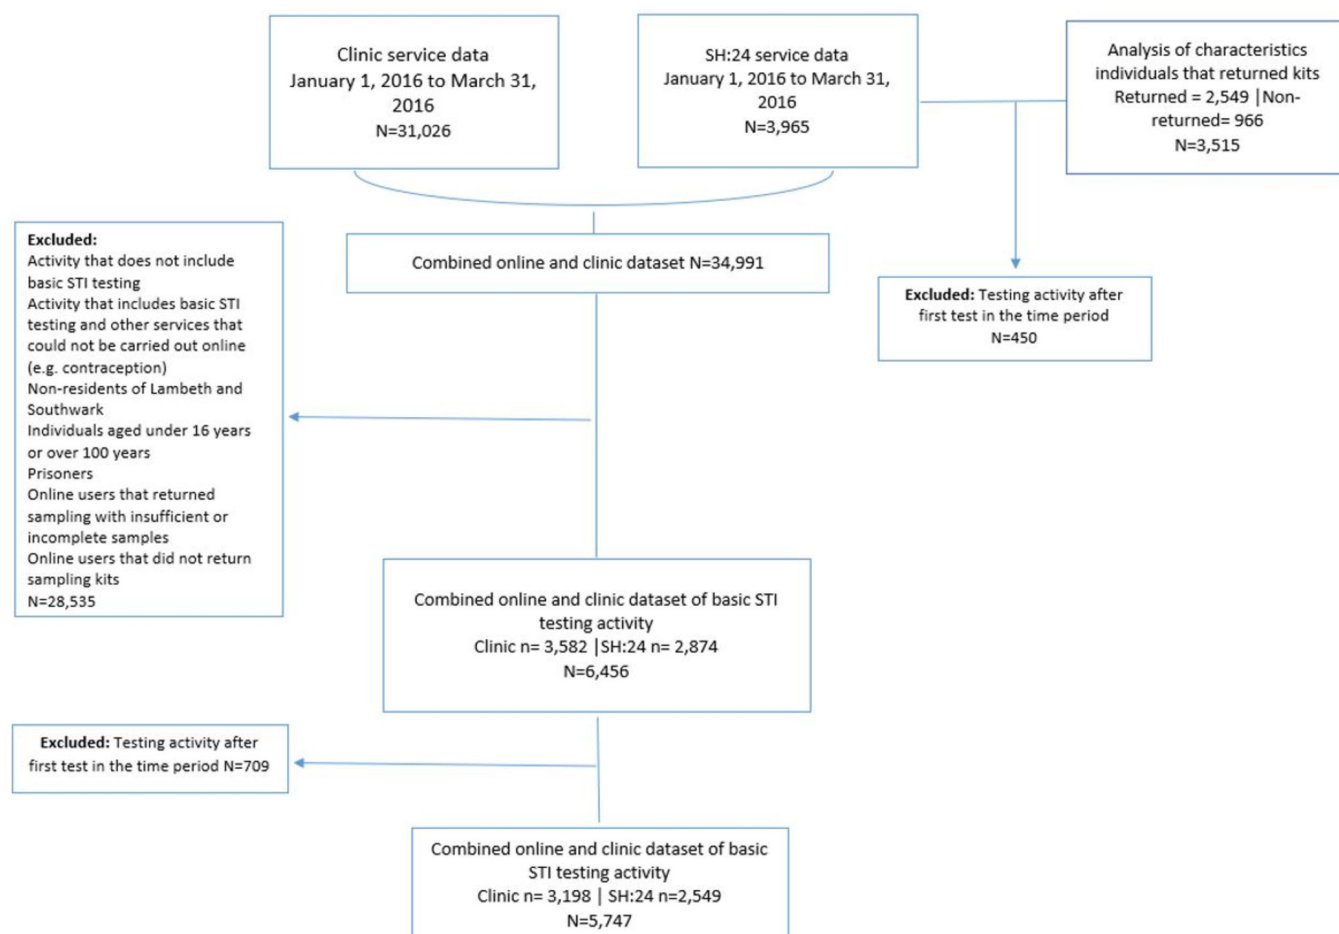 Clinic service data
January 1, 2016 to March 31,
2016
N=31,026
SH:24 service data
January 1, 2016 to March 31,
2016
N=3,965
Analysis of characteristics
individuals that returned kits
Returned = 2,549 |Non-
returned= 966
N=3,515
Combined online and clinic dataset N=34,991
Excluded: Testing activity after
first test in the time period
N=450
Excluded:
Activity that does not include
basic STI testing
Activity that includes basic STI
testing and other services that
could not be carried out online
(e.g. contraception)
Non-residents of Lambeth and
Southwark
Individuals aged under 16 years
or over 100 years
Prisoners
Online users that returned
sampling with insufficient or
incomplete samples
Online users that did not return
sampling kits
N=28,535
Combined online and clinic dataset of basic STI
testing activity
Clinic n= 3,582 |SH:24 n= 2,874
N=6,456
Excluded: Testing activity after
first test in the time period N=709
Combined online and clinic dataset of basic
STI testing activity
Clinic n= 3,198 | SH:24 n=2,549
N=5,747